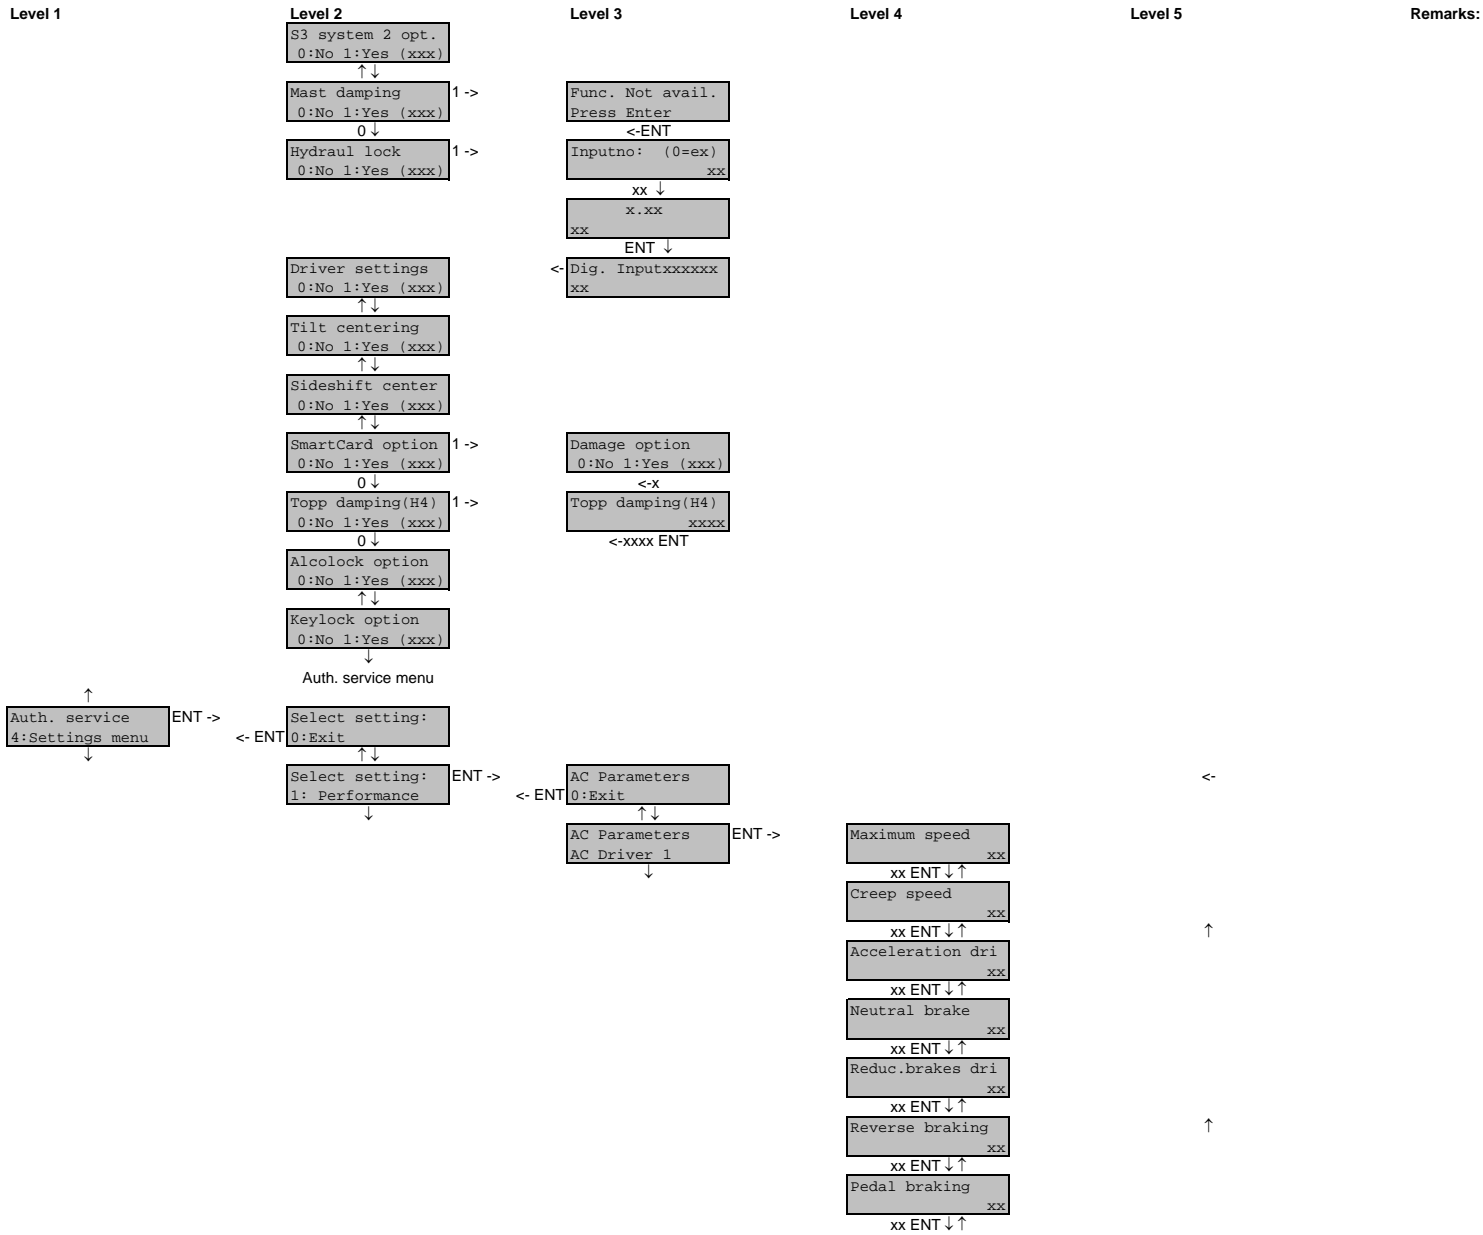 Level 1 Level 2 Level 3 Level 4 Level 5 Remarks:
S3 system 2 opt.
0:No 1:Yes (xxx)
↑↓
Mast damping 1 -> Func. Not avail.
0:No 1:Yes (xxx) Press Enter
0 ↓ <-ENT
Hydraul lock 1 -> Inputno: (0=ex)
0:No 1:Yes (xxx) xx
xx ↓
x.xx
xx
ENT ↓
Driver settings <- Dig. Inputxxxxxx
0:No 1:Yes (xxx) xx
↑↓
Tilt centering
0:No 1:Yes (xxx)
↑↓
Sideshift center
0:No 1:Yes (xxx)
↑↓
SmartCard option 1 -> Damage option
0:No 1:Yes (xxx) 0:No 1:Yes (xxx)
0 ↓ <-x
Topp damping(H4) 1 -> Topp damping(H4)
0:No 1:Yes (xxx) xxxx
0 ↓ <-xxxx ENT
Alcolock option
0:No 1:Yes (xxx)
↑↓
Keylock option
0:No 1:Yes (xxx)
↓
Auth. service menu
↑
Auth. service ENT -> Select setting:
4:Settings menu <- ENT 0:Exit
↓ ↑↓
Select setting: ENT -> AC Parameters <-
1: Performance <- ENT 0:Exit
↓ ↑↓
AC Parameters ENT -> Maximum speed
AC Driver 1 xx
↓ xx ENT ↓↑
Creep speed
xx
xx ENT ↓↑ ↑
Acceleration dri
xx
xx ENT ↓↑
Neutral brake
xx
xx ENT ↓↑
Reduc.brakes dri
xx
xx ENT ↓↑
Reverse braking ↑
xx
xx ENT ↓↑
Pedal braking
xx
xx ENT ↓↑